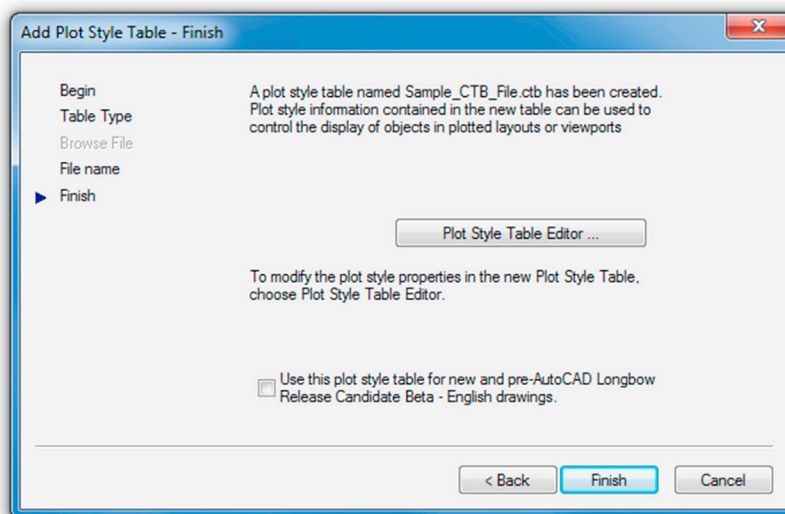 Add Plot Style Table - Finish
Begin
Table Type
Browse File
File name
Finish
A plot style table named Sample_CTB_File.ctb has been created.
Plot style information contained in the new table can be used to
control the display of objects in plotted layouts or viewports
Plot Style Table Editor ...
To modify the plot style properties in the new Plot Style Table,
choose Plot Style Table Editor.
Use this plot style table for new and pre-AutoCAD Longbow
Release Candidate Beta - English drawings.
< Back
Finish
Cancel